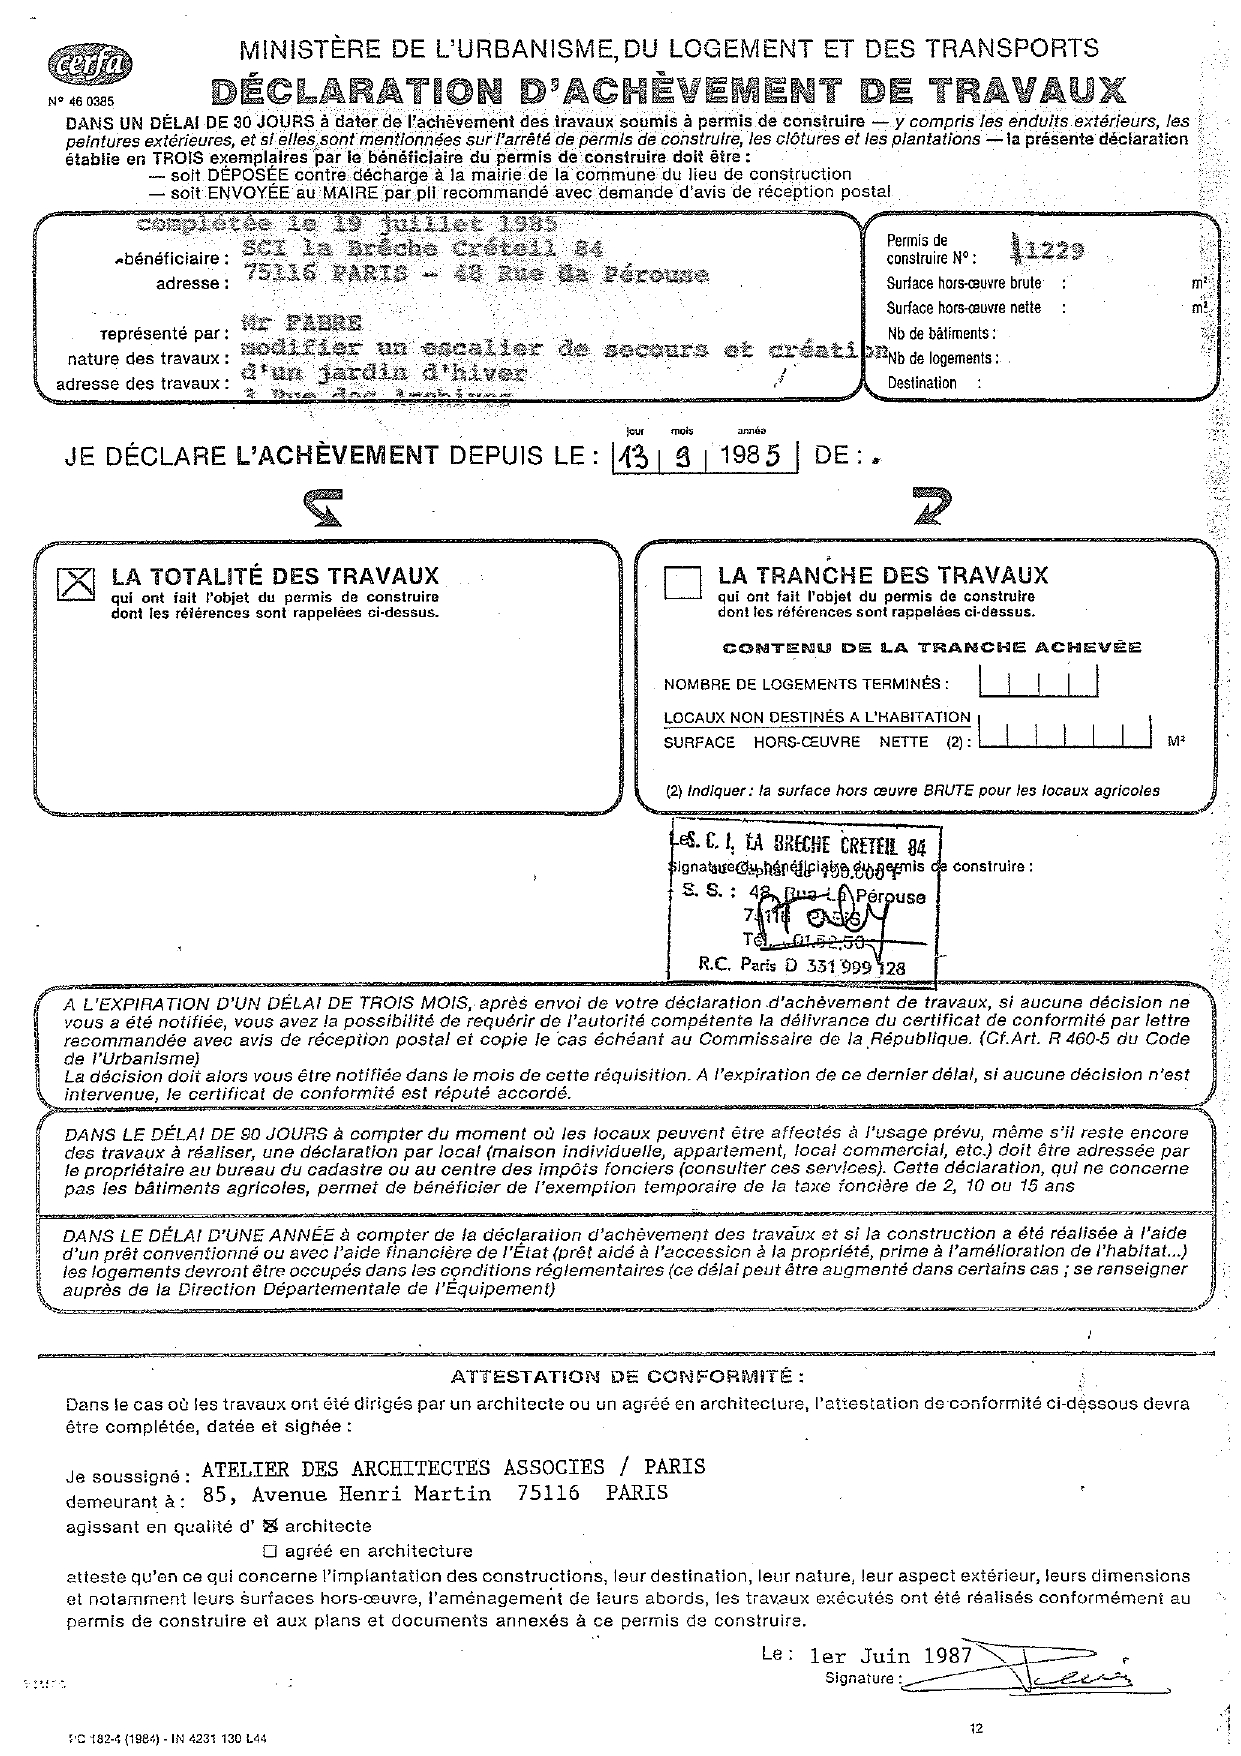 cerfa
N° 46 0385
MINISTÈRE DE L'URBANISME, DU LOGEMENT ET DES TRANSPORTS
DÉCLARATION D'ACHÈVEMENT DE TRAVAUX
DANS UN DÉLAI DE 30 JOURS à dater de l'achèvement des travaux soumis à permis de construire — y compris les enduits extérieurs, les
peintures extérieures, et si elles sont mentionnées sur l'arrêté de permis de construire, les clôtures et les plantations — la présente déclaration
établie en TROIS exemplaires par le bénéficiaire du permis de construire doit être :
— soit DÉPOSÉE contre décharge à la mairie de la commune du lieu de construction
— soit ENVOYÉE au MAIRE par pli recommandé avec demande d'avis de réception postal
complétée le 19 juillet 1985
bénéficiaire : SCI la Brêche Créteil 84
adresse : 75116 PARIS - 48 Rue la Pérouse
représenté par : Mr FABRE
nature des travaux : modifier un escalier de secours et création
d'un jardin d'hiver
adresse des travaux :
Permis de
construire N° : 41229
Surface hors-œuvre brute : m²
Surface hors-œuvre nette : m²
Nb de bâtiments :
Nb de logements :
Destination :
jour mois année
JE DÉCLARE L'ACHÈVEMENT DEPUIS LE : 13 9 1985 DE :
LA TOTALITÉ DES TRAVAUX
qui ont fait l'objet du permis de construire
dont les références sont rappelées ci-dessus.
LA TRANCHE DES TRAVAUX
qui ont fait l'objet du permis de construire
dont les références sont rappelées ci-dessus.
CONTENU DE LA TRANCHE ACHEVÉE
NOMBRE DE LOGEMENTS TERMINÉS :
LOCAUX NON DESTINÉS A L'HABITATION
SURFACE HORS-ŒUVRE NETTE (2) : M²
(2) Indiquer : la surface hors œuvre BRUTE pour les locaux agricoles
S. C. I. LA BRECHE CRETEIL 84
Signature du bénéficiaire du permis de construire :
S. S. : 48, Rue La Pérouse
R.C. Paris D 331 999 128
A L'EXPIRATION D'UN DÉLAI DE TROIS MOIS, après envoi de votre déclaration d'achèvement de travaux, si aucune décision ne
vous a été notifiée, vous avez la possibilité de requérir de l'autorité compétente la délivrance du certificat de conformité par lettre
recommandée avec avis de réception postal et copie le cas échéant au Commissaire de la République. (Cf.Art. R 460-5 du Code
de l'Urbanisme)
La décision doit alors vous être notifiée dans le mois de cette réquisition. A l'expiration de ce dernier délai, si aucune décision n'est
intervenue, le certificat de conformité est réputé accordé.
DANS LE DÉLAI DE 90 JOURS à compter du moment où les locaux peuvent être affectés à l'usage prévu, même s'il reste encore
des travaux à réaliser, une déclaration par local (maison individuelle, appartement, local commercial, etc.) doit être adressée par
le propriétaire au bureau du cadastre ou au centre des impôts fonciers (consulter ces services). Cette déclaration, qui ne concerne
pas les bâtiments agricoles, permet de bénéficier de l'exemption temporaire de la taxe foncière de 2, 10 ou 15 ans
DANS LE DÉLAI D'UNE ANNÉE à compter de la déclaration d'achèvement des travaux et si la construction a été réalisée à l'aide
d'un prêt conventionné ou avec l'aide financière de l'État (prêt aidé à l'accession à la propriété, prime à l'amélioration de l'habitat...)
les logements devront être occupés dans les conditions réglementaires (ce délai peut être augmenté dans certains cas ; se renseigner
auprès de la Direction Départementale de l'Équipement)
ATTESTATION DE CONFORMITÉ :
Dans le cas où les travaux ont été dirigés par un architecte ou un agréé en architecture, l'attestation de conformité ci-dessous devra
être complétée, datée et signée :
Je soussigné : ATELIER DES ARCHITECTES ASSOCIES / PARIS
demeurant à : 85, Avenue Henri Martin 75116 PARIS
agissant en qualité d' architecte
agréé en architecture
atteste qu'en ce qui concerne l'implantation des constructions, leur destination, leur nature, leur aspect extérieur, leurs dimensions
et notamment leurs surfaces hors-œuvre, l'aménagement de leurs abords, les travaux exécutés ont été réalisés conformément au
permis de construire et aux plans et documents annexés à ce permis de construire.
Le : 1er Juin 1987
Signature :
PC 182-4 (1984) - IN 4231 130 L44
12